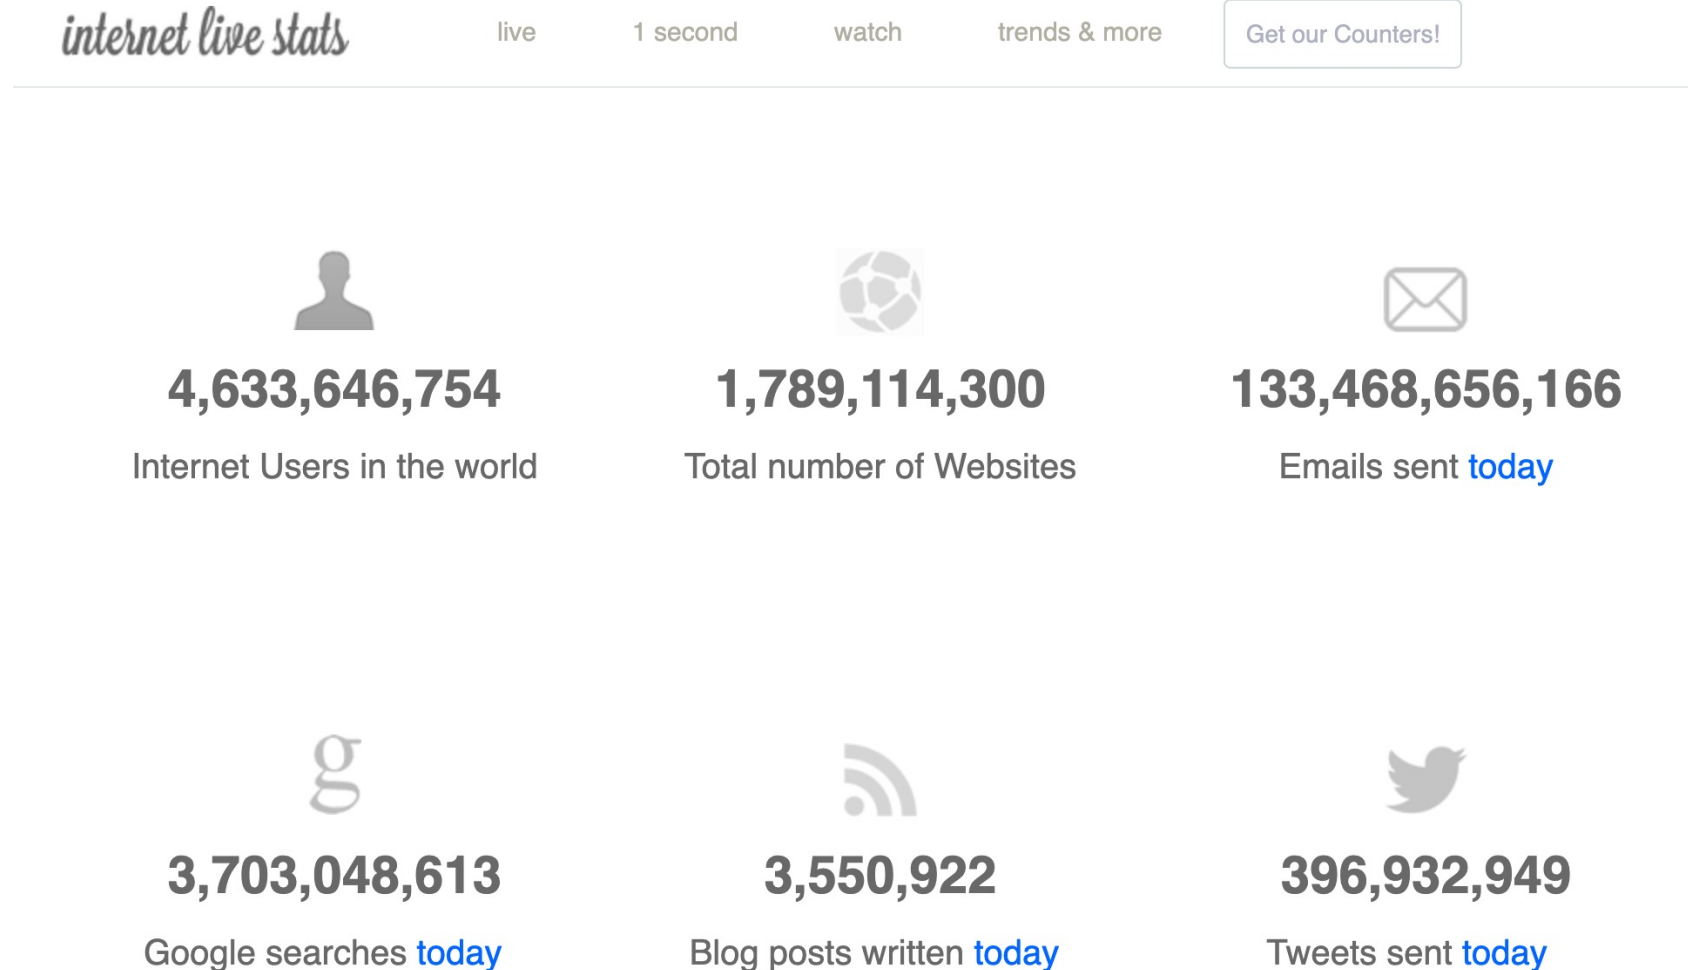 internet live stats live 1 second watch trends & more Get our Counters!
4,633,646,754 1,789,114,300 133,468,656,166
Internet Users in the world Total number of Websites Emails sent today
g
3,703,048,613 3,550,922 396,932,949
Google searches today Blog posts written today Tweets sent today